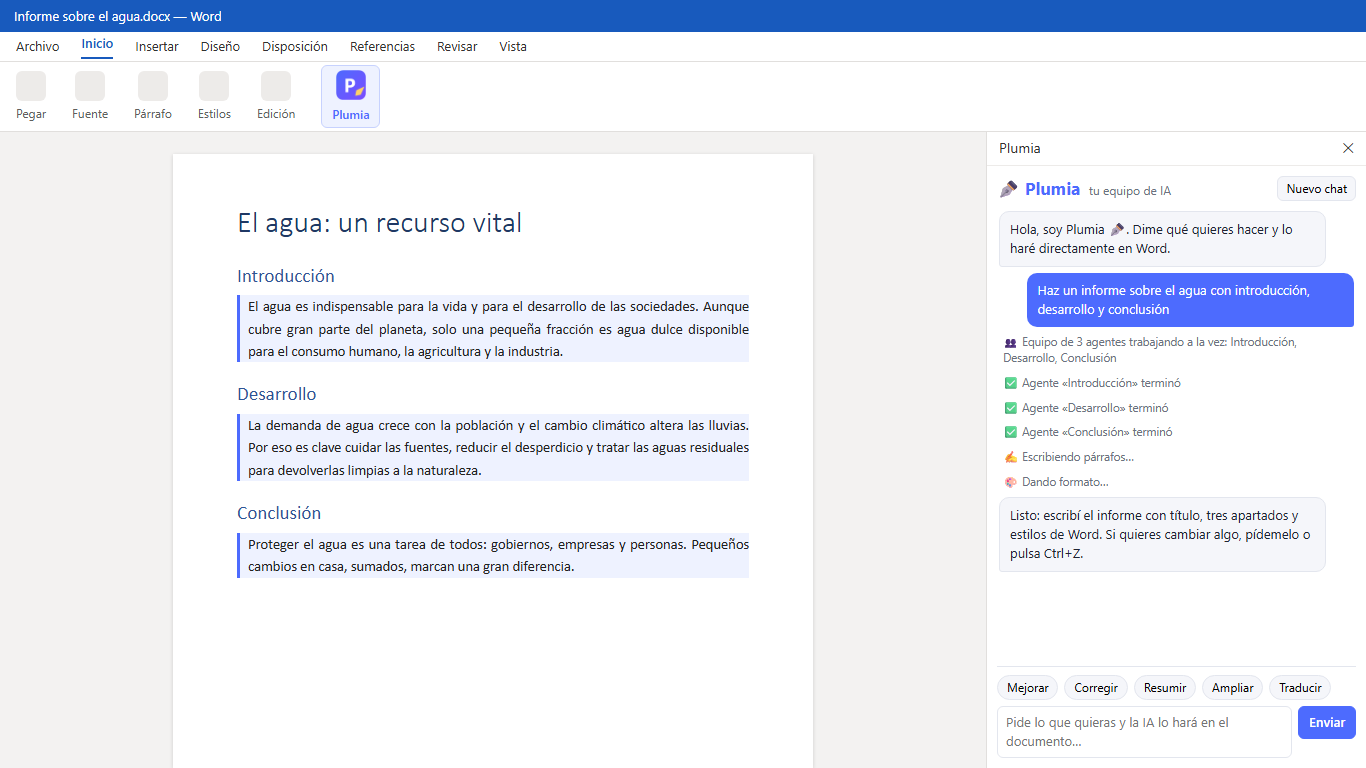 Informe sobre el agua.docx — Word
Archivo
Inicio
Insertar
Diseño
Disposición
Referencias
Revisar
Vista
Pegar
Fuente
Párrafo
Estilos
Edición
P
Plumia
El agua: un recurso vital
Introducción
El agua es indispensable para la vida y para el desarrollo de las sociedades. Aunque
cubre gran parte del planeta, solo una pequeña fracción es agua dulce disponible
para el consumo humano, la agricultura y la industria.
Desarrollo
La demanda de agua crece con la población y el cambio climático altera las lluvias.
Por eso es clave cuidar las fuentes, reducir el desperdicio y tratar las aguas residuales
para devolverlas limpias a la naturaleza.
Conclusión
Proteger el agua es una tarea de todos: gobiernos, empresas y personas. Pequeños
cambios en casa, sumados, marcan una gran diferencia.
Plumia
Plumia tu equipo de IA
Nuevo chat
Hola, soy Plumia 🖋️. Dime qué quieres hacer y lo
haré directamente en Word.
Haz un informe sobre el agua con introducción,
desarrollo y conclusión
👥 Equipo de 3 agentes trabajando a la vez: Introducción,
Desarrollo, Conclusión
✅ Agente «Introducción» terminó
✅ Agente «Desarrollo» terminó
✅ Agente «Conclusión» terminó
✍️ Escribiendo párrafos...
🎨 Dando formato...
Listo: escribí el informe con título, tres apartados y
estilos de Word. Si quieres cambiar algo, pídemelo o
pulsa Ctrl+Z.
Mejorar
Corregir
Resumir
Ampliar
Traducir
Pide lo que quieras y la IA lo hará en el
documento...
Enviar